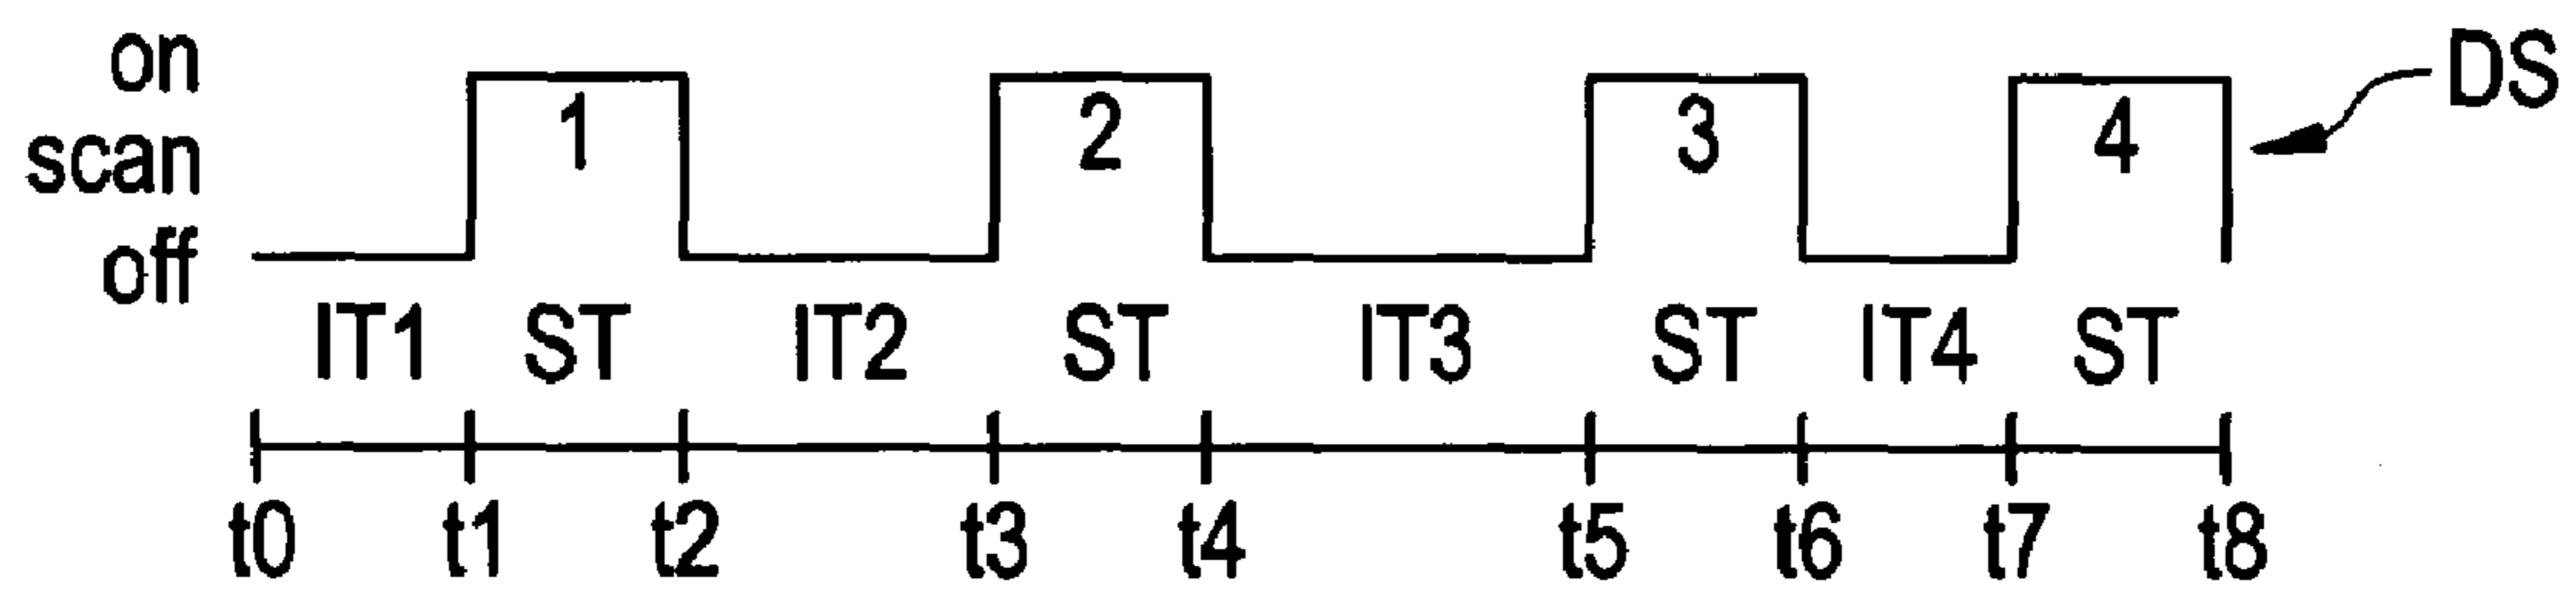 on
scan
off
1 2 3 4
DS
IT1 ST IT2 ST IT3 ST IT4 ST
t0 t1 t2 t3 t4 t5 t6 t7 t8